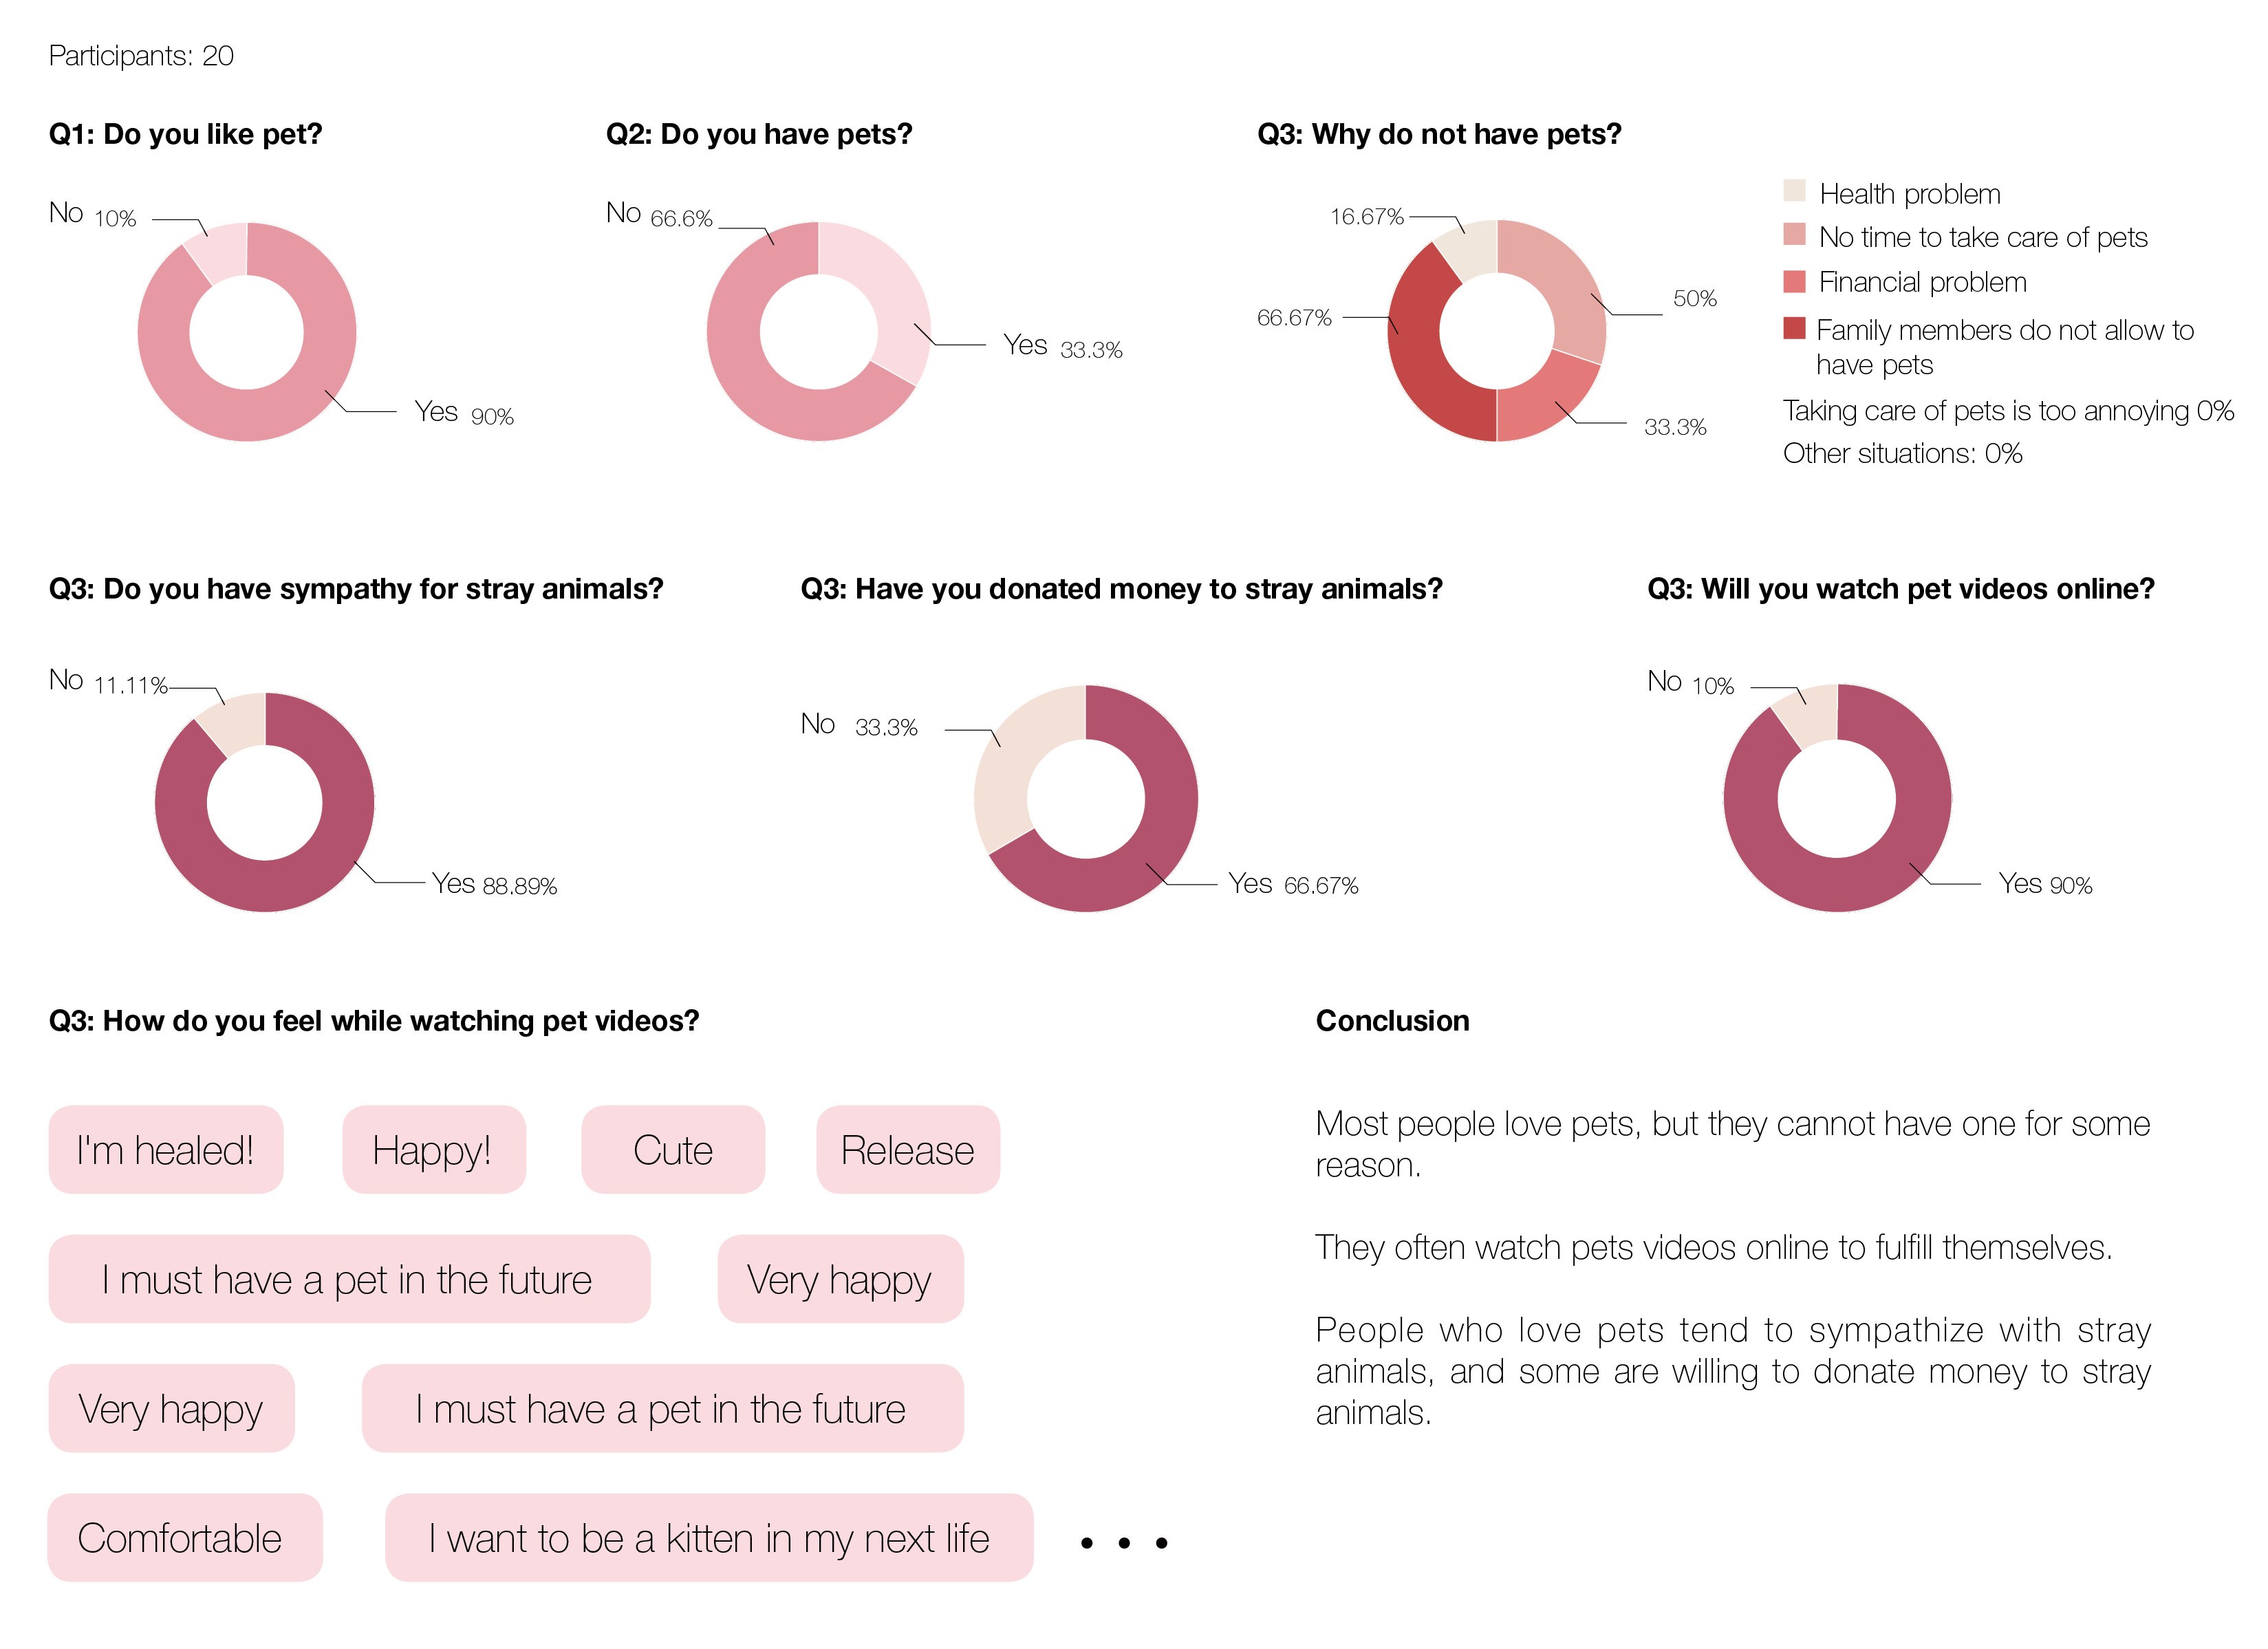 Participants: 20
Q1: Do you like pet?
No 10%
Yes 90%
Q2: Do you have pets?
No 66.6%
Yes 33.3%
Q3: Why do not have pets?
16.67%
66.67%
50%
33.3%
Health problem
No time to take care of pets
Financial problem
Family members do not allow to
have pets
Taking care of pets is too annoying 0%
Other situations: 0%
Q3: Do you have sympathy for stray animals?
No 11.11%
Yes 88.89%
Q3: Have you donated money to stray animals?
No 33.3%
Yes 66.67%
Q3: Will you watch pet videos online?
No 10%
Yes 90%
Q3: How do you feel while watching pet videos?
I'm healed!
Happy!
Cute
Release
I must have a pet in the future
Very happy
Very happy
I must have a pet in the future
Comfortable
I want to be a kitten in my next life
• • •
Conclusion
Most people love pets, but they cannot have one for some
reason.
They often watch pets videos online to fulfill themselves.
People who love pets tend to sympathize with stray
animals, and some are willing to donate money to stray
animals.